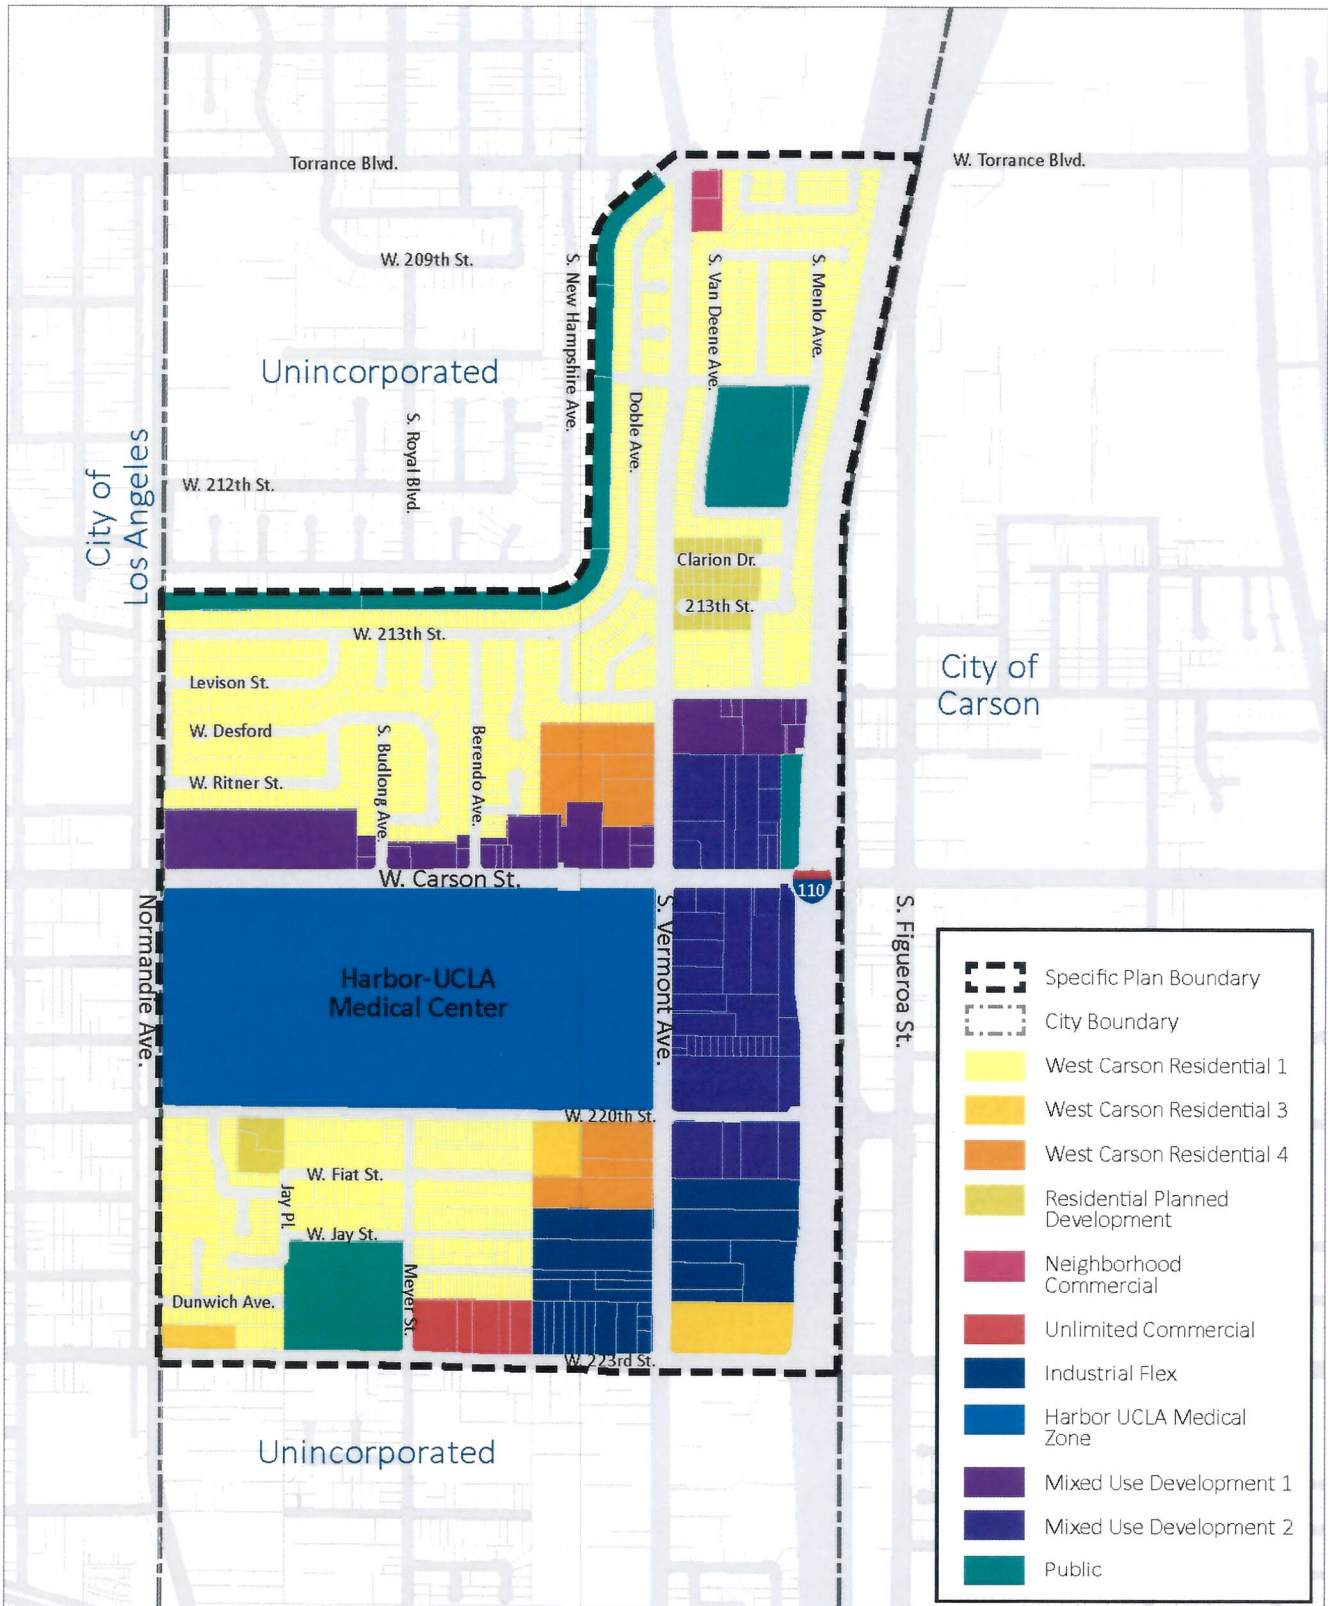 Torrance Blvd.
W. Torrance Blvd.
W. 209th St.
S. New Hampshire Ave.
S. Van Deene Ave.
S. Menlo Ave.
Unincorporated
Doble Ave.
S. Royal Blvd.
City of
Los Angeles
W. 212th St.
Clarion Dr.
213th St.
W. 213th St.
Levison St.
City of
Carson
W. Desford
S. Budlong Ave.
Berendo Ave.
W. Ritner St.
W. Carson St.
110
Normandie Ave.
S. Vermont Ave.
S. Figueroa St.
Harbor-UCLA
Medical Center
W. 220th St.
W. Fiat St.
Jay Pl.
W. Jay St.
Meyer St.
Dunwich Ave.
W. 223rd St.
Unincorporated
Specific Plan Boundary
City Boundary
West Carson Residential 1
West Carson Residential 3
West Carson Residential 4
Residential Planned
Development
Neighborhood
Commercial
Unlimited Commercial
Industrial Flex
Harbor UCLA Medical
Zone
Mixed Use Development 1
Mixed Use Development 2
Public